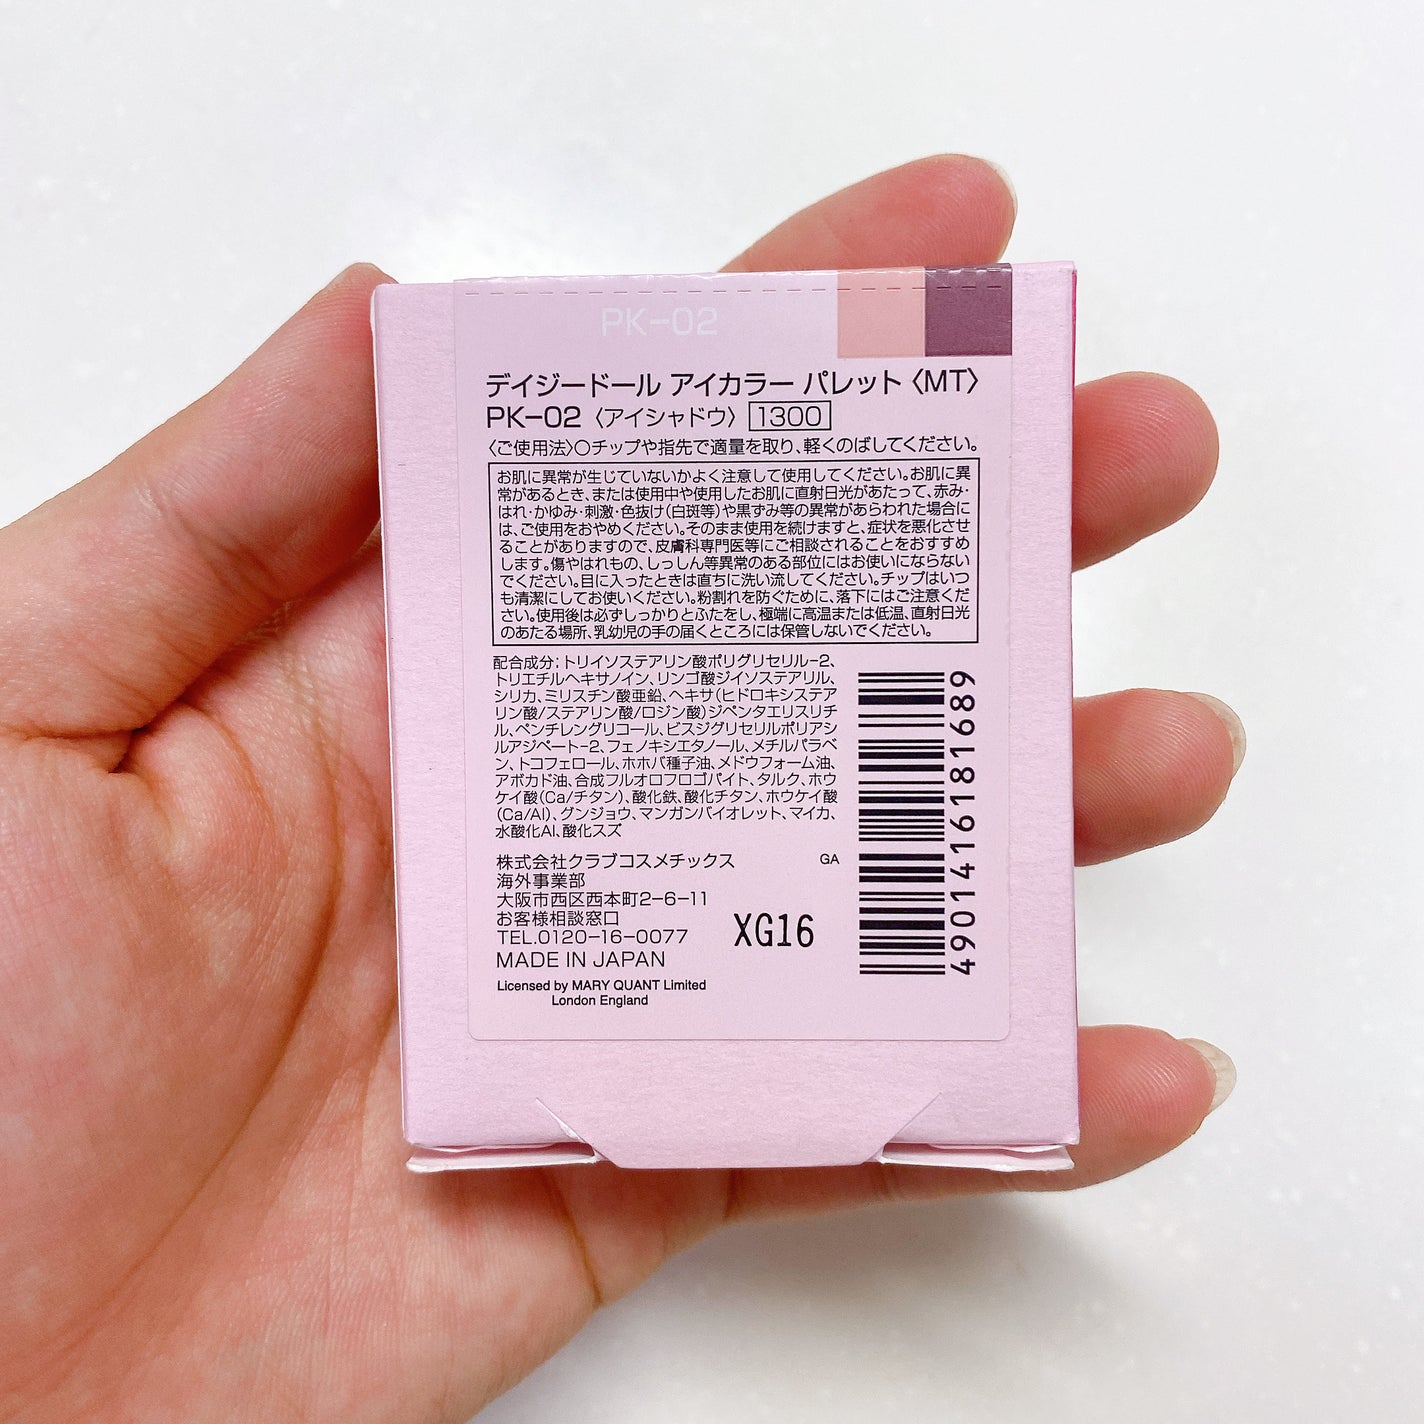 PK-02
デイジードール アイカラー パレット〈MT〉
PK-02〈アイシャドウ〉 1300
〈ご使用法〉○チップや指先で適量を取り、軽くのばしてください。
お肌に異常が生じていないかよく注意して使用してください。お肌に異
常があるとき、または使用中や使用したお肌に直射日光があたって、赤み・
はれ・かゆみ・刺激・色抜け(白斑等)や黒ずみ等の異常があらわれた場合に
は、ご使用をおやめください。そのまま使用を続けますと、症状を悪化させ
ることがありますので、皮膚科専門医等にご相談されることをおすすめ
します。傷やはれもの、しっしん等異常のある部位にはお使いにならない
でください。目に入ったときは直ちに洗い流してください。チップはいつ
も清潔にしてお使いください。粉割れを防ぐために、落下にはご注意くだ
さい。使用後は必ずしっかりとふたをし、極端に高温または低温、直射日光
のあたる場所、乳幼児の手の届くところには保管しないでください。
配合成分:トリイソステアリン酸ポリグリセリル-2、
トリエチルヘキサノイン、リンゴ酸ジイソステアリル、
シリカ、ミリスチン酸亜鉛、ヘキサ(ヒドロキシステア
リン酸/ステアリン酸/ロジン酸)ジペンタエリスリチ
ル、ペンチレングリコール、ビスジグリセリルポリアシ
ルアジペート-2、フェノキシエタノール、メチルパラベ
ン、トコフェロール、ホホバ種子油、メドウフォーム油、
アボカド油、合成フルオロフロゴパイト、タルク、ホウ
ケイ酸(Ca/チタン)、酸化鉄、酸化チタン、ホウケイ酸
(Ca/Al)、グンジョウ、マンガンバイオレット、マイカ、
水酸化Al、酸化スズ
株式会社クラブコスメチックス GA
海外事業部
大阪市西区西本町2-6-11
お客様相談窓口
TEL.0120-16-0077
MADE IN JAPAN
XG16
Licensed by MARY QUANT Limited
London England
4901416181689